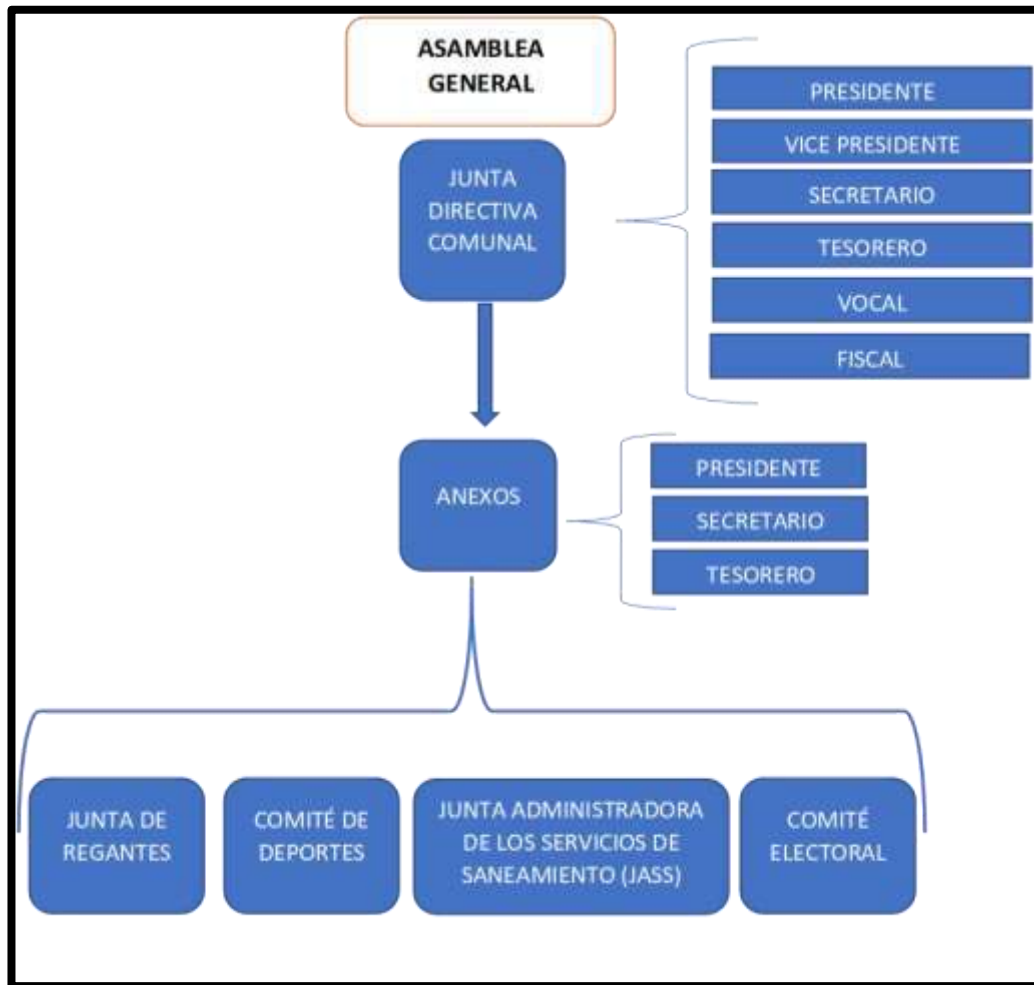 ASAMBLEA
GENERAL
JUNTA
DIRECTIVA
COMUNAL
PRESIDENTE
VICE PRESIDENTE
SECRETARIO
TESORERO
VOCAL
FISCAL
ANEXOS
PRESIDENTE
SECRETARIO
TESORERO
JUNTA DE
REGANTES
COMITÉ DE
DEPORTES
JUNTA ADMINISTRADORA
DE LOS SERVICIOS DE
SANEAMIENTO (JASS)
COMITÉ
ELECTORAL